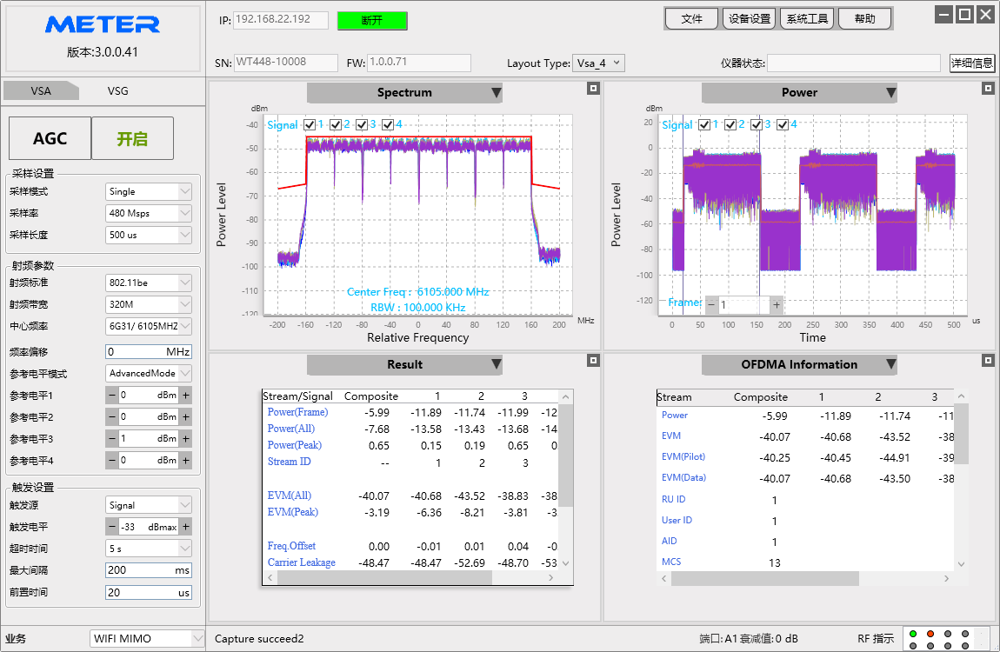 METER
版本:3.0.0.41
IP: 192.168.22.192 断开
文件 设备设置 系统工具 帮助
SN: WT448-10008 FW: 1.0.0.71 Layout Type: Vsa_4 仪器状态: 详细信息
VSA VSG
AGC 开启
采样设置
采样模式 Single
采样率 480 Msps
采样长度 500 us
射频参数
射频标准 802.11be
射频带宽 320M
中心频率 6G31/ 6105MHZ
频率偏移 0 MHz
参考电平模式 AdvancedMode
参考电平1 − 0 dBm +
参考电平2 − 0 dBm +
参考电平3 − 1 dBm +
参考电平4 − 0 dBm +
触发设置
触发源 Signal
触发电平 − -33 dBmax +
超时时间 5 s
最大间隔 200 ms
前置时间 20 us
业务 WIFI MIMO
Spectrum
dBm
Signal 1 2 3 4
-40
-50
-60
-70
-80
-90
-100
-110
-120
Power Level
Center Freq : 6105.000 MHz
RBW : 100.000 KHz
-200 -160 -120 -80 -40 0 40 80 120 160 200 MHz
Relative Frequency
Power
dBm
Signal 1 2 3 4
20
0
-20
-40
-60
-80
-100
-120
Power Level
Frame: − 1 +
0 50 100 150 200 250 300 350 400 450 500 us
Time
Result
Stream/Signal Composite 1 2 3
Power(Frame) -5.99 -11.89 -11.74 -11.99 -12
Power(All) -7.68 -13.58 -13.43 -13.68 -14
Power(Peak) 0.65 0.15 0.19 0.65 0
Stream ID -- 1 2 3
EVM(All) -40.07 -40.68 -43.52 -38.83 -38
EVM(Peak) -3.19 -6.36 -8.21 -3.81 -3
Freq.Offset 0.00 -0.01 0.01 0.04 -0
Carrier Leakage -48.47 -48.47 -52.69 -48.70 -53
OFDMA Information
Stream Composite 1 2 3
Power -5.99 -11.89 -11.74 -11
EVM -40.07 -40.68 -43.52 -38
EVM(Pilot) -40.25 -40.45 -44.91 -39
EVM(Data) -40.07 -40.68 -43.50 -38
RU ID 1
User ID 1
AID 1
MCS 13
Capture succeed2 端口: A1 衰减值: 0 dB RF 指示